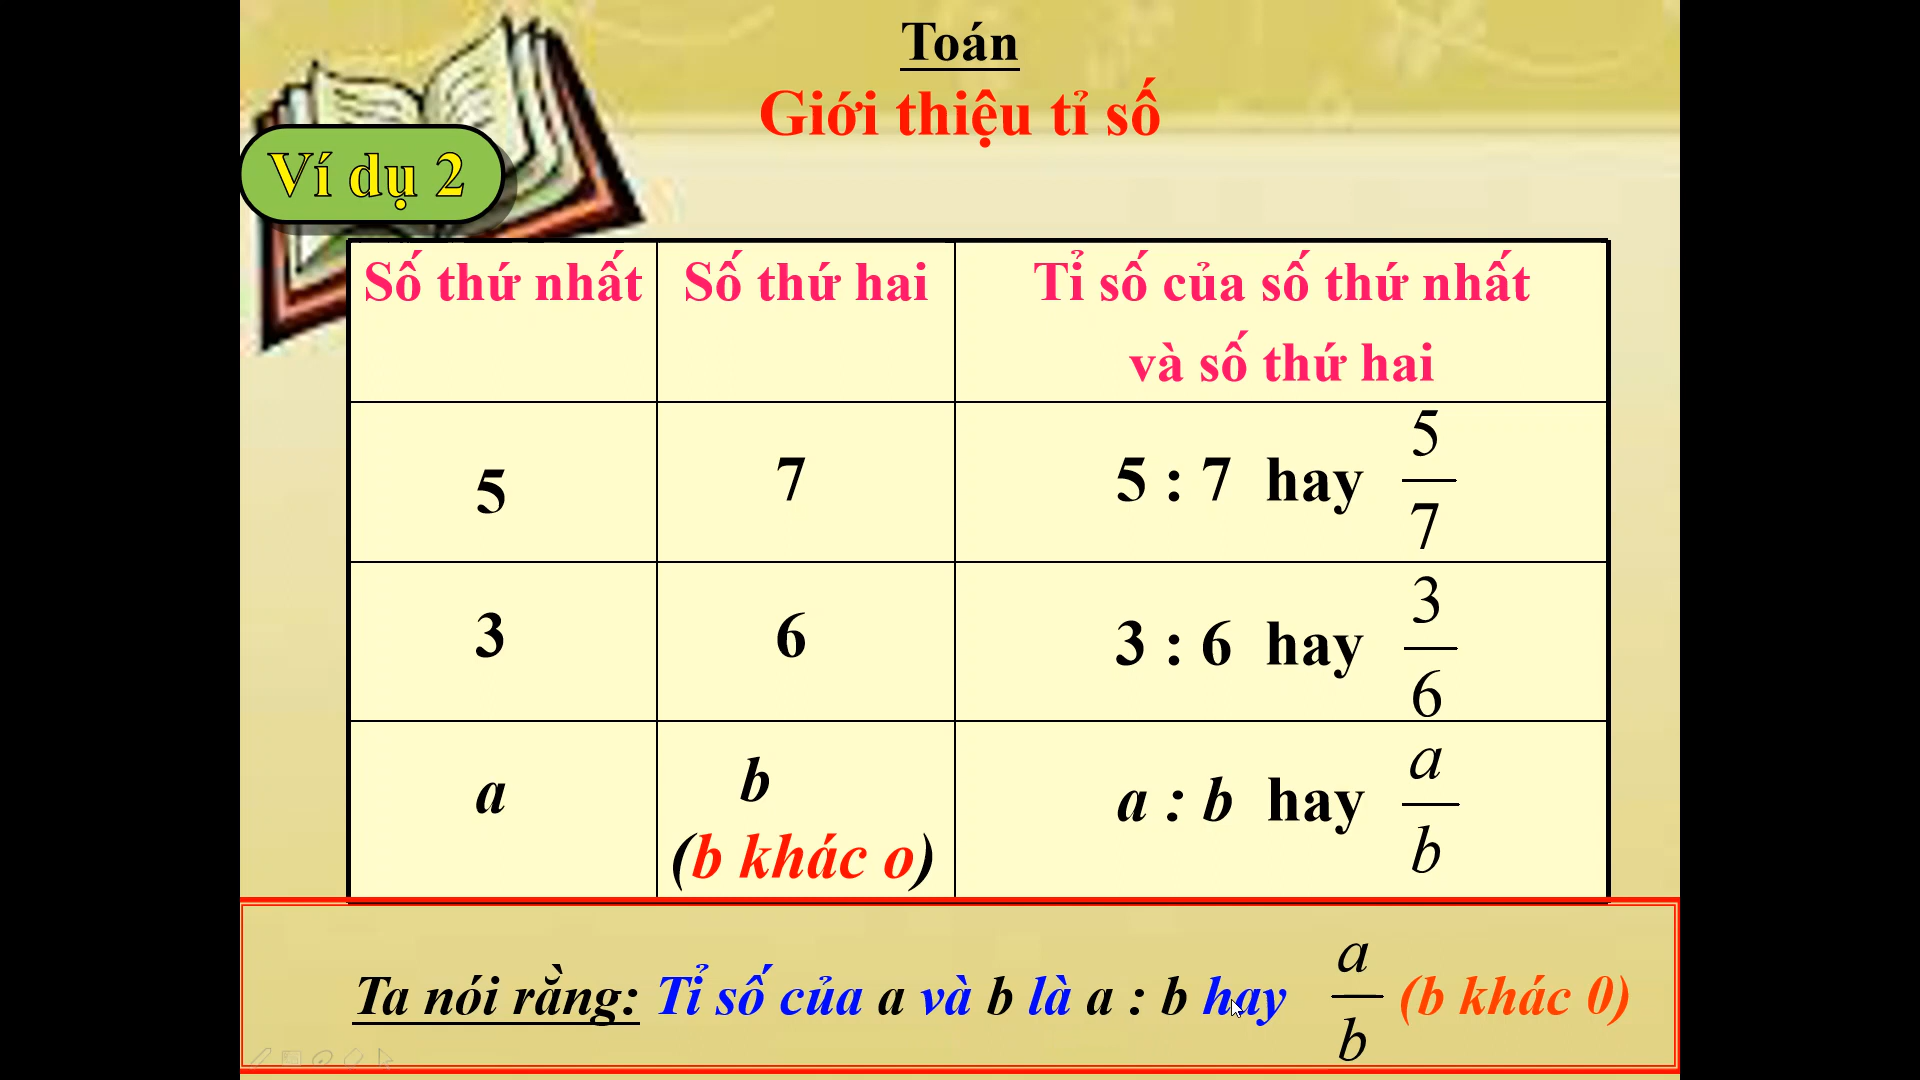 Toán
Giới thiệu tỉ số
Ví dụ 2
Số thứ nhất
Số thứ hai
Tỉ số của số thứ nhất
và số thứ hai
5
7
5 : 7 hay 5/7
3
6
3 : 6 hay 3/6
a
b
(b khác o)
a : b hay a/b
Ta nói rằng: Tỉ số của a và b là a : b hay a/b (b khác 0)